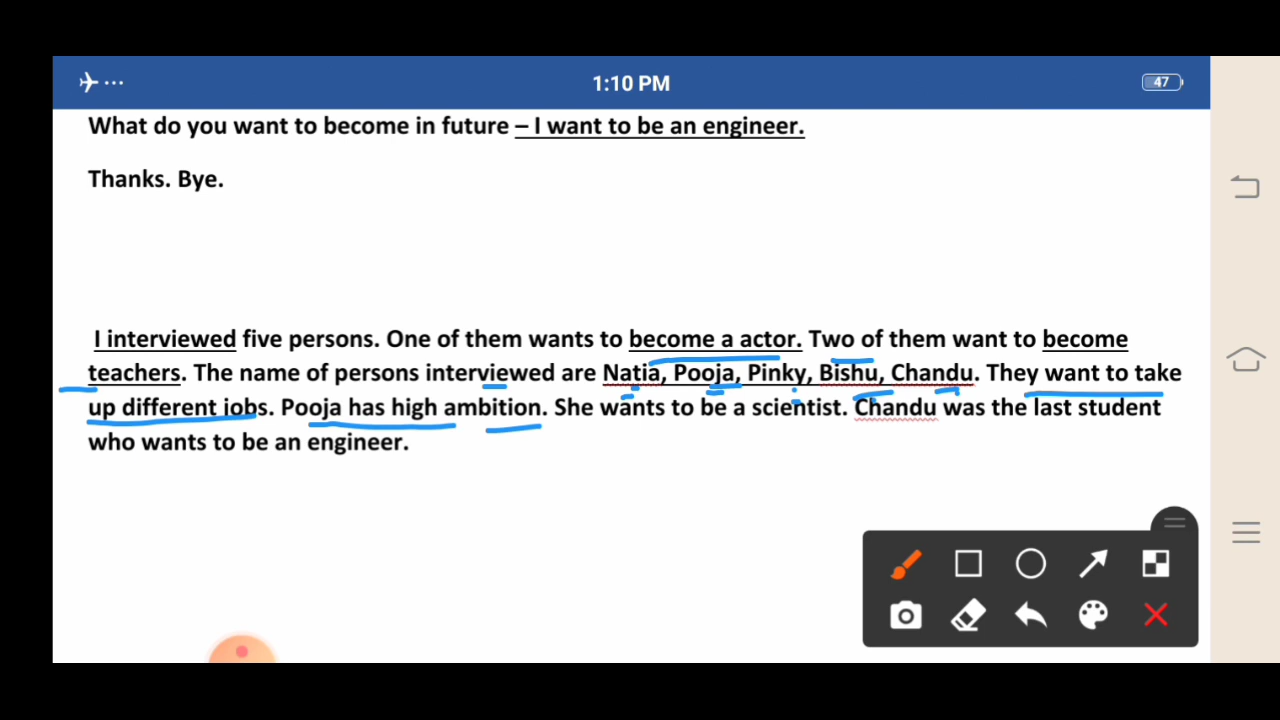 1:10 PM
47
What do you want to become in future – I want to be an engineer.
Thanks. Bye.
I interviewed five persons. One of them wants to become a actor. Two of them want to become
teachers. The name of persons interviewed are Natia, Pooja, Pinky, Bishu, Chandu. They want to take
up different jobs. Pooja has high ambition. She wants to be a scientist. Chandu was the last student
who wants to be an engineer.